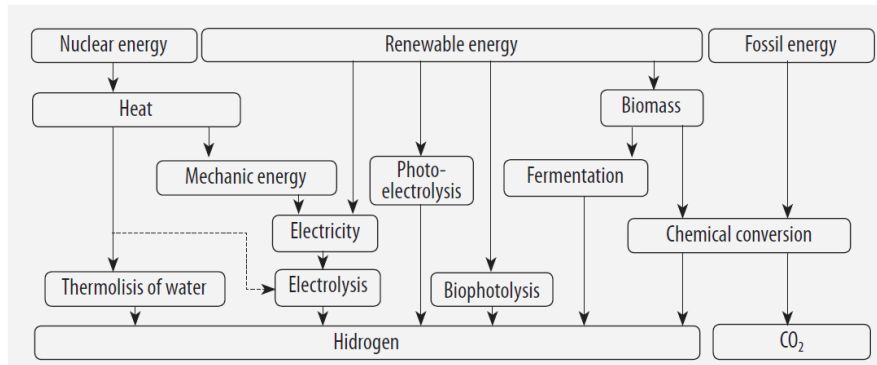 Nuclear energy
Renewable energy
Fossil energy
Heat
Biomass
Mechanic energy
Photo-
electrolysis
Fermentation
Electricity
Chemical conversion
Thermolisis of water
Electrolysis
Biophotolysis
Hidrogen
CO₂